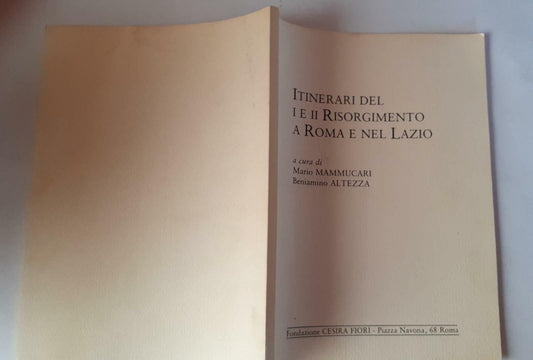 ITINERARI DEL
I E II RISORGIMENTO
A ROMA E NEL LAZIO
a cura di
Mario MAMMUCARI
Beniamino ALTEZZA
Fondazione CESIRA FIORI - Piazza Navona, 68 Roma